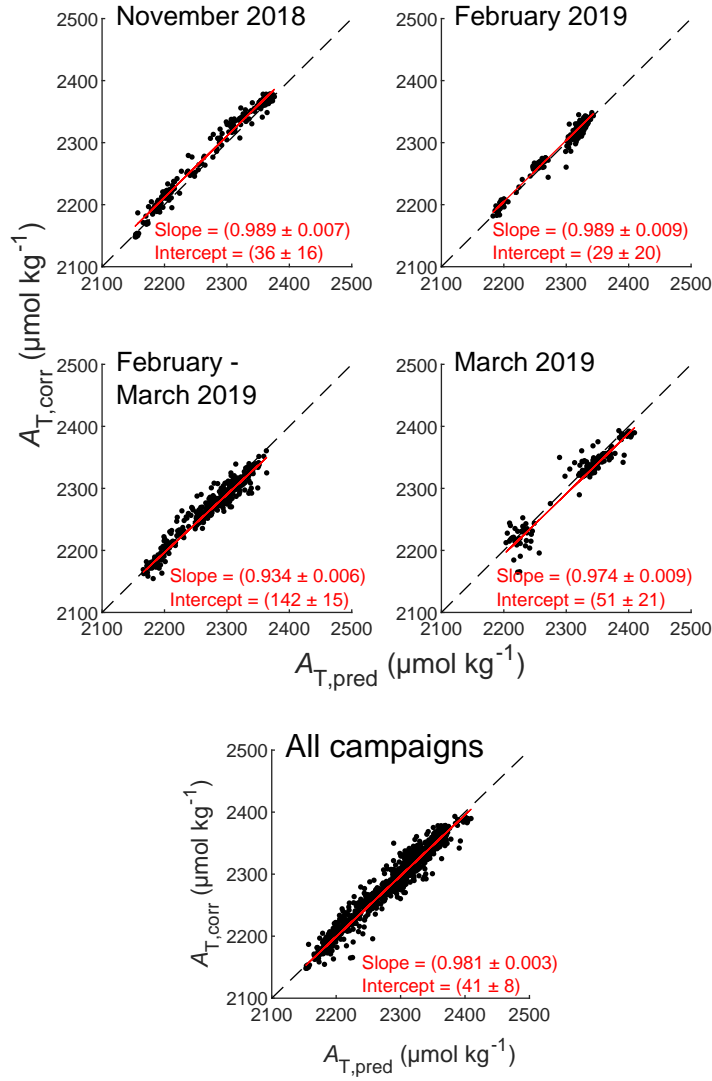 November 2018
2500
2400
2300
2200
2100
2100 2200 2300 2400 2500
Slope = (0.989 ± 0.007)
Intercept = (36 ± 16)
February 2019
2500
2400
2300
2200
2100
2100 2200 2300 2400 2500
Slope = (0.989 ± 0.009)
Intercept = (29 ± 20)
A_T,corr (µmol kg⁻¹)
February -
March 2019
2500
2400
2300
2200
2100
2100 2200 2300 2400 2500
Slope = (0.934 ± 0.006)
Intercept = (142 ± 15)
March 2019
2500
2400
2300
2200
2100
2100 2200 2300 2400 2500
Slope = (0.974 ± 0.009)
Intercept = (51 ± 21)
A_T,pred (µmol kg⁻¹)
All campaigns
2500
2400
2300
2200
2100
2100 2200 2300 2400 2500
Slope = (0.981 ± 0.003)
Intercept = (41 ± 8)
A_T,corr (µmol kg⁻¹)
A_T,pred (µmol kg⁻¹)